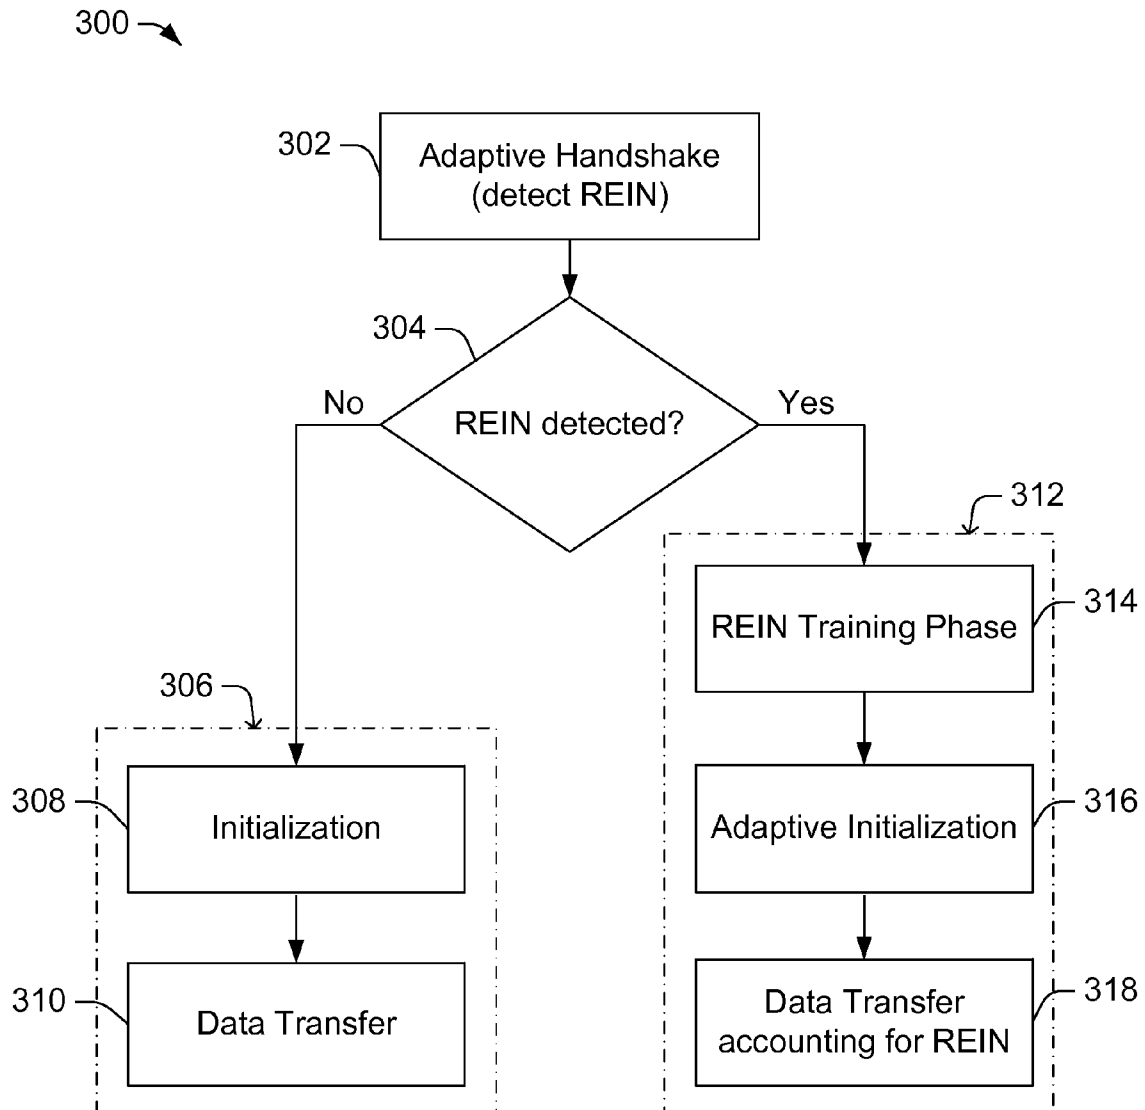 300
302
Adaptive Handshake
(detect REIN)
304
No
REIN detected?
Yes
312
REIN Training Phase
314
306
308
Initialization
Adaptive Initialization
316
310
Data Transfer
Data Transfer
accounting for REIN
318